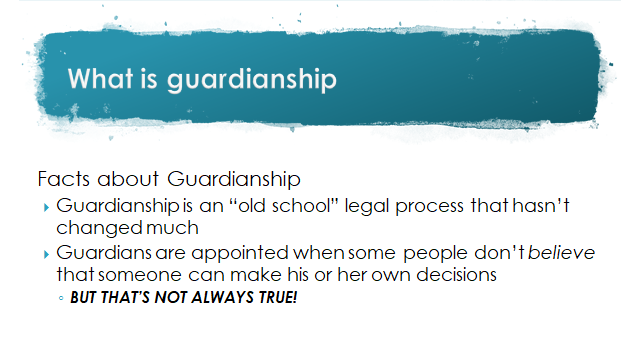 What is guardianship
Facts about Guardianship
Guardianship is an “old school” legal process that hasn’t
changed much
Guardians are appointed when some people don’t believe
that someone can make his or her own decisions
BUT THAT’S NOT ALWAYS TRUE!